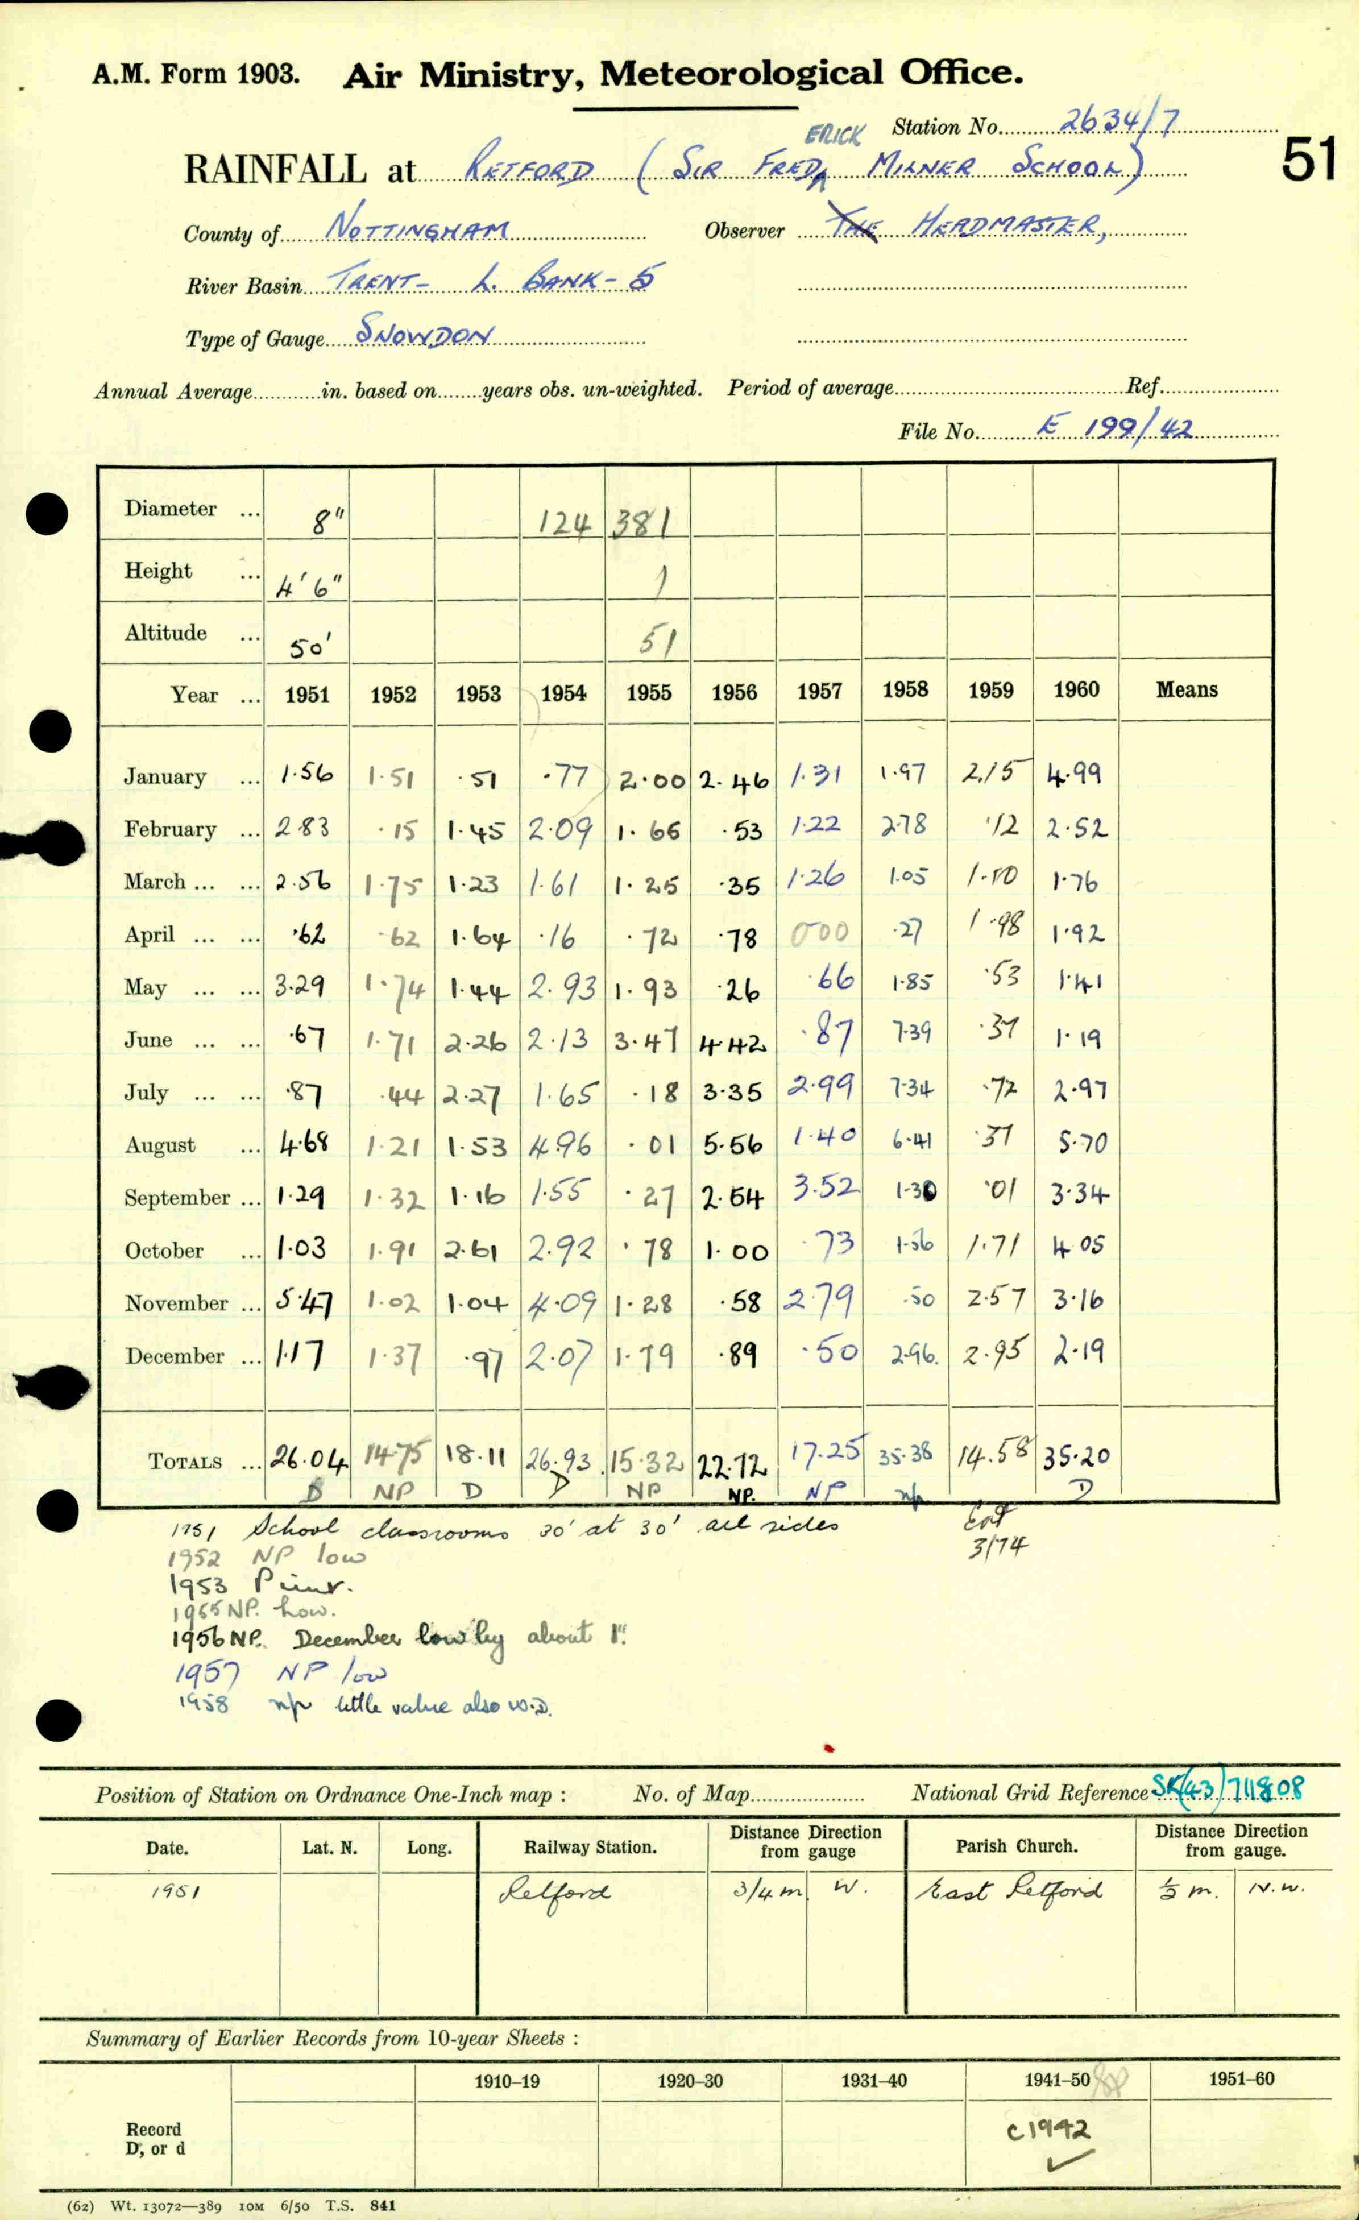 A.M. Form 1903. Air Ministry, Meteorological Office.
Station No. 2634/7
51
ERICK
RAINFALL at RETFORD (SIR FRED^ MILNER SCHOOL)
County of NOTTINGHAM Observer THE HEADMASTER,
River Basin TRENT- L. BANK- 5
Type of Gauge SNOWDON
Annual Average in. based on years obs. un-weighted. Period of average Ref.
File No. E 199/42
Diameter ... 8" 124 381
Height ... 4' 6" 1
Altitude ... 50' 51
Year ... 1951 1952 1953 1954 1955 1956 1957 1958 1959 1960 Means
January ... 1.56 1.51 .51 .77 2.00 2.46 1.31 1.97 2.15 4.99
February ... 2.83 .15 1.45 2.09 1.66 .53 1.22 2.78 .12 2.52
March ... ... 2.56 1.75 1.23 1.61 1.25 .35 1.26 1.05 1.10 1.76
April ... ... .62 .62 1.64 .16 .72 .78 000 .27 1.98 1.92
May ... ... 3.29 1.74 1.44 2.93 1.93 .26 .66 1.85 .53 1.41
June ... ... .67 1.71 2.26 2.13 3.47 4.42 .87 7.39 .37 1.19
July ... ... .87 .44 2.27 1.65 .18 3.35 2.99 7.34 .72 2.97
August ... 4.68 1.21 1.53 4.96 .01 5.56 1.40 6.41 .37 5.70
September ... 1.29 1.32 1.16 1.55 .27 2.54 3.52 1.30 .01 3.34
October ... 1.03 1.91 2.61 2.92 .78 1.00 .73 1.56 1.71 4.05
November ... 5.47 1.02 1.04 4.09 1.28 .58 2.79 .50 2.57 3.16
December ... 1.17 1.37 .97 2.07 1.79 .89 .50 2.96. 2.95 2.19
TOTALS ... 26.04 14.75 18.11 26.93 15.32 22.72 17.25 35.38 14.58 35.20
D NP D D NP NP. NP np D
1951 School classrooms 30' at 30' all sides
Ent
3/74
1952 NP low
1953
1955 NP. Low.
1956 NP. December low by about 1".
1957 NP low
1958 np little value also W.D.
Position of Station on Ordnance One-Inch map : No. of Map National Grid Reference SK(43)711808
Date. Lat. N. Long. Railway Station. Distance from gauge Direction Parish Church. Distance from gauge. Direction
1951 Retford 3/4 m W. East Retford ½ m. N.W.
Summary of Earlier Records from 10-year Sheets :
1910–19 1920–30 1931–40 1941–50 1951–60
Record
D, or d
c1942
✓
(62) Wt. 13072—389 10M 6/50 T.S. 841